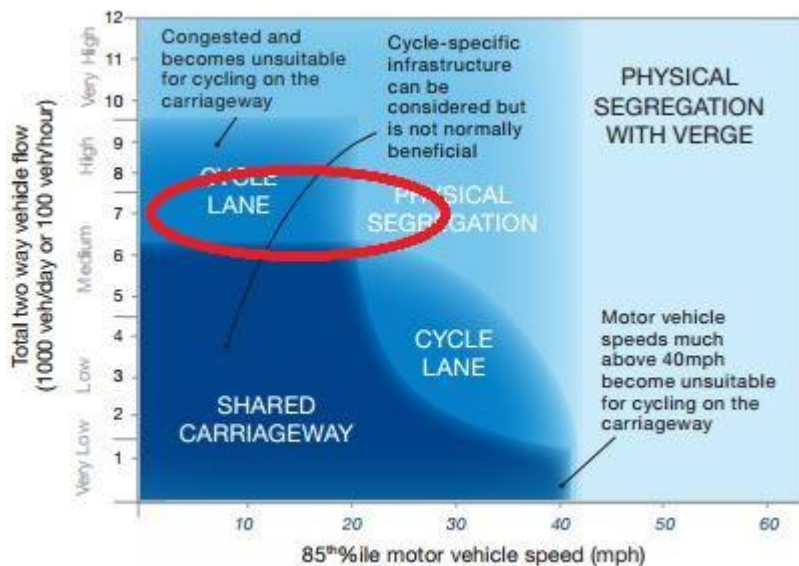 Total two way vehicle flow
(1000 veh/day or 100 veh/hour)
Very High
High
Medium
Low
Very Low
12
11
10
9
8
7
6
5
4
3
2
1
Congested and
becomes unsuitable
for cycling on the
carriageway
Cycle-specific
infrastructure
can be
considered but
is not normally
beneficial
PHYSICAL
SEGREGATION
WITH VERGE
CYCLE
LANE
PHYSICAL
SEGREGATION
CYCLE
LANE
SHARED
CARRIAGEWAY
Motor vehicle
speeds much
above 40mph
become unsuitable
for cycling on the
carriageway
10
20
30
40
50
60
85th%ile motor vehicle speed (mph)